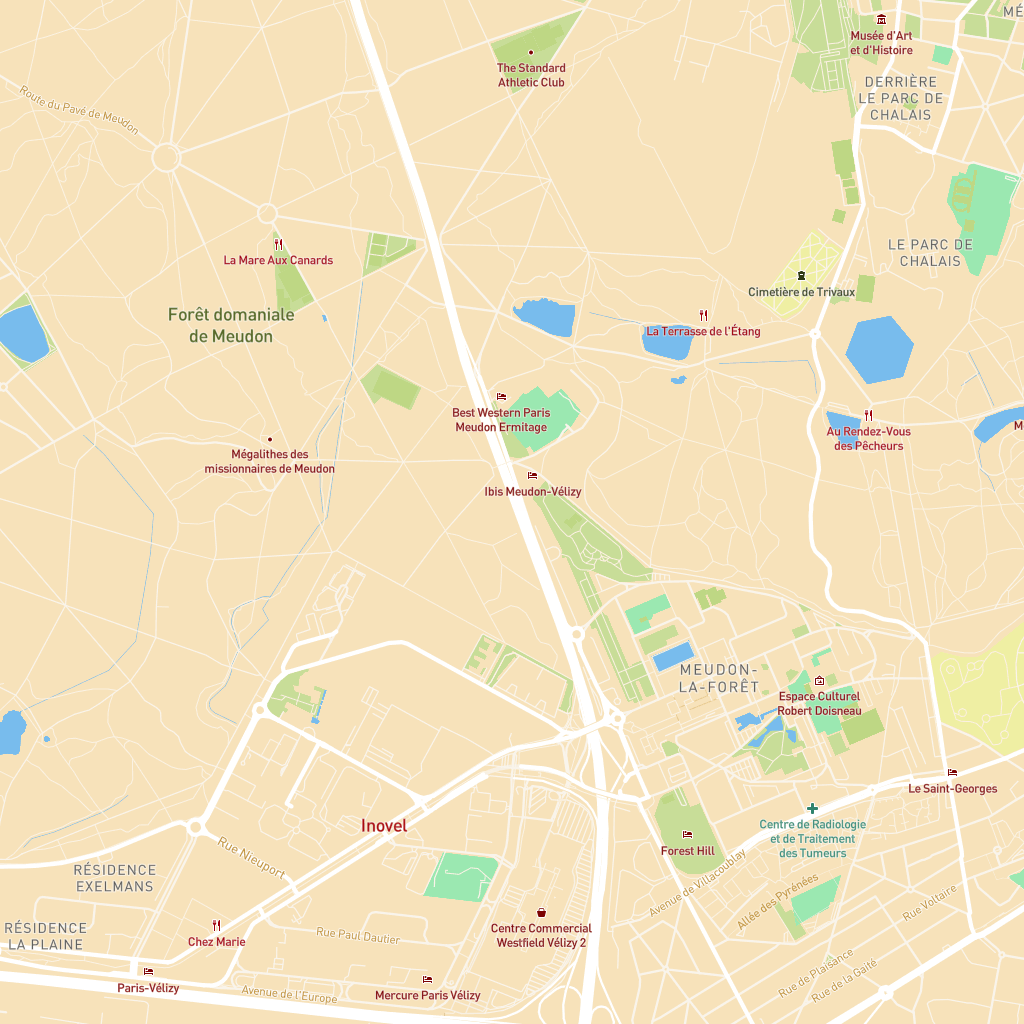 MÉ
Musée d'Art
et d'Histoire
The Standard
Athletic Club
DERRIÈRE
LE PARC DE
CHALAIS
Route du Pavé de Meudon
LE PARC DE
CHALAIS
La Mare Aux Canards
Cimetière de Trivaux
Forêt domaniale
de Meudon
La Terrasse de l'Étang
Best Western Paris
Meudon Ermitage
Au Rendez-Vous
des Pêcheurs
M
Mégalithes des
missionnaires de Meudon
Ibis Meudon-Vélizy
MEUDON-
LA-FORÊT
Espace Culturel
Robert Doisneau
Le Saint-Georges
Inovel
Centre de Radiologie
et de Traitement
des Tumeurs
Forest Hill
Rue Nieuport
RÉSIDENCE
EXELMANS
Avenue de Villacoublay
Allée des Pyrénées
Rue Voltaire
RÉSIDENCE
LA PLAINE
Chez Marie
Rue Paul Dautier
Centre Commercial
Westfield Vélizy 2
Rue de Plaisance
Rue de la Gaîté
Paris-Vélizy
Avenue de l'Europe
Mercure Paris Vélizy